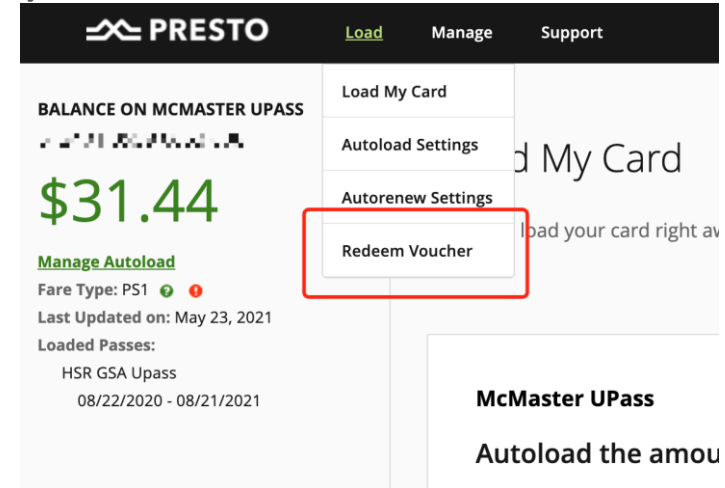 PRESTO
Load Manage Support
Load My Card
Autoload Settings
Autorenew Settings
Redeem Voucher
BALANCE ON MCMASTER UPASS
$31.44
Manage Autoload
Fare Type: PS1
Last Updated on: May 23, 2021
Loaded Passes:
HSR GSA Upass
08/22/2020 - 08/21/2021
My Card
load your card right
McMaster UPass
Autoload the